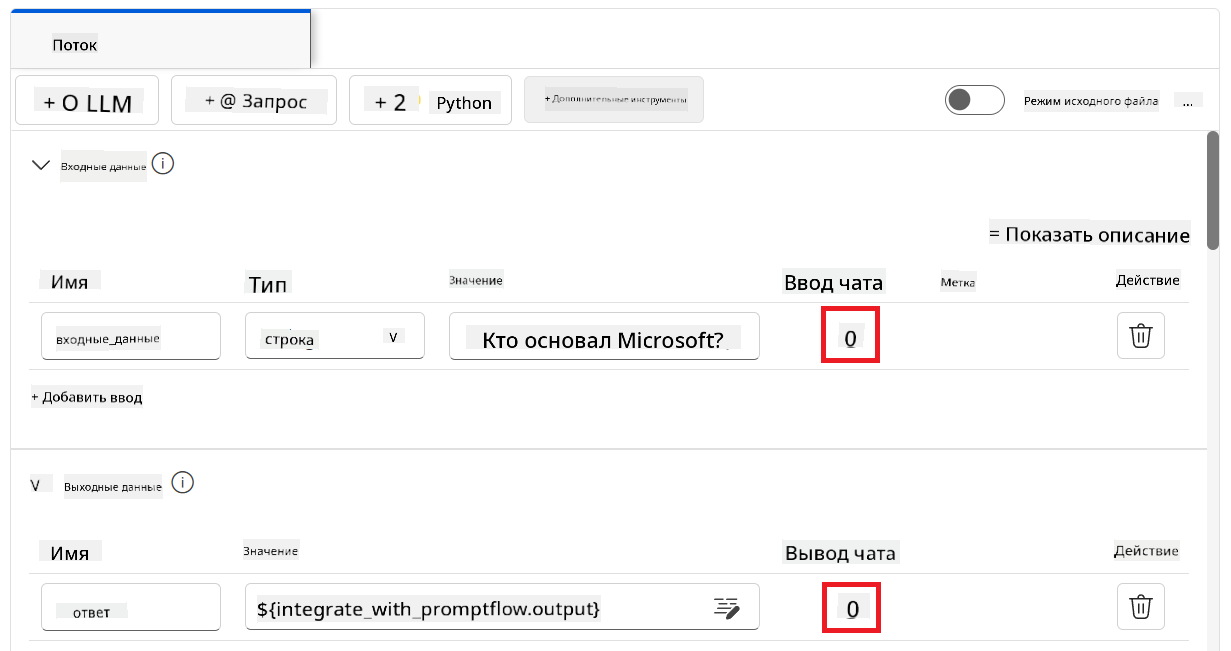 Поток
+ O LLM + @ Запрос + 2 Python + Дополнительные инструменты Режим исходного файла ...
Входные данные
= Показать описание
Имя Тип Значение Ввод чата Метка Действие
входные_данные строка V Кто основал Microsoft? 0
+ Добавить ввод
V Выходные данные
Имя Значение Вывод чата Действие
ответ ${integrate_with_promptflow.output} 0